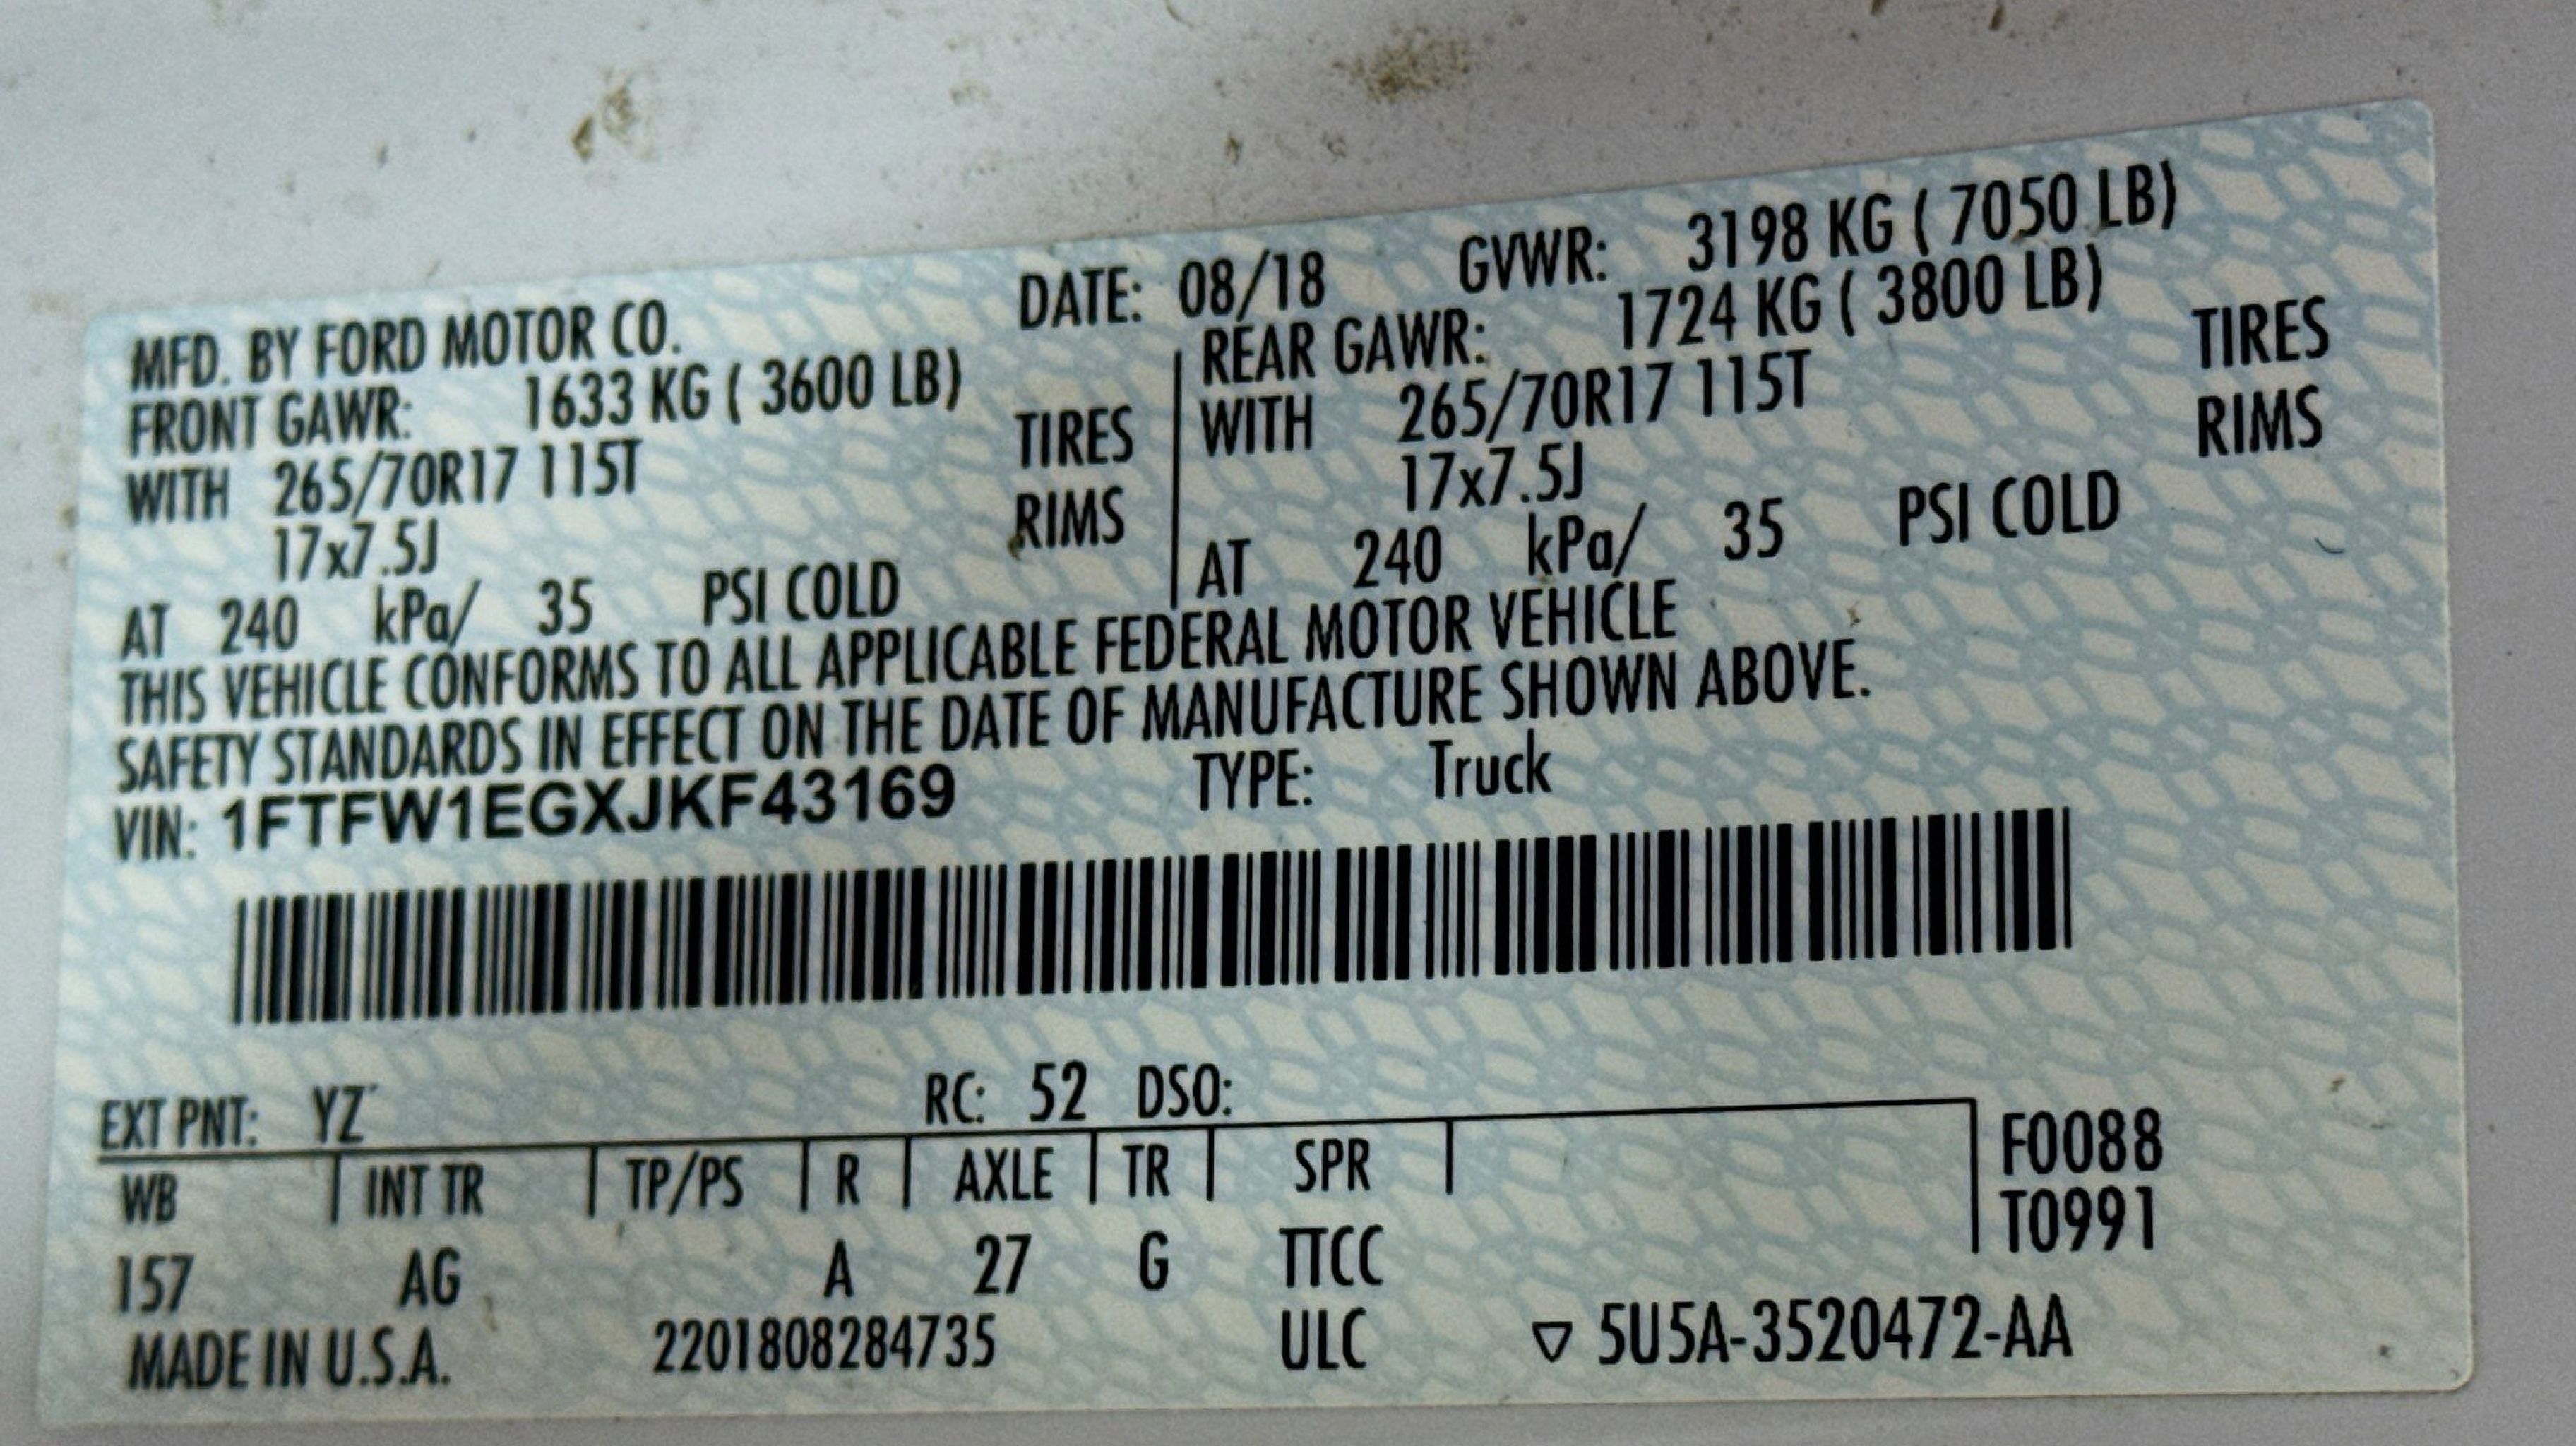 MFD. BY FORD MOTOR CO. DATE: 08/18 GVWR: 3198 KG ( 7050 LB)
FRONT GAWR: 1633 KG ( 3600 LB) REAR GAWR: 1724 KG ( 3800 LB)
WITH 265/70R17 115T TIRES WITH 265/70R17 115T TIRES
17x7.5J RIMS 17x7.5J RIMS
AT 240 kPa/ 35 PSI COLD AT 240 kPa/ 35 PSI COLD
THIS VEHICLE CONFORMS TO ALL APPLICABLE FEDERAL MOTOR VEHICLE
SAFETY STANDARDS IN EFFECT ON THE DATE OF MANUFACTURE SHOWN ABOVE.
VIN: 1FTFW1EGXJKF43169 TYPE: Truck
EXT PNT: YZ RC: 52 DSO:
WB INT TR TP/PS R AXLE TR SPR F0088
T0991
157 AG A 27 G TTCC
MADE IN U.S.A. 2201808284735 ULC ▽ 5U5A-3520472-AA